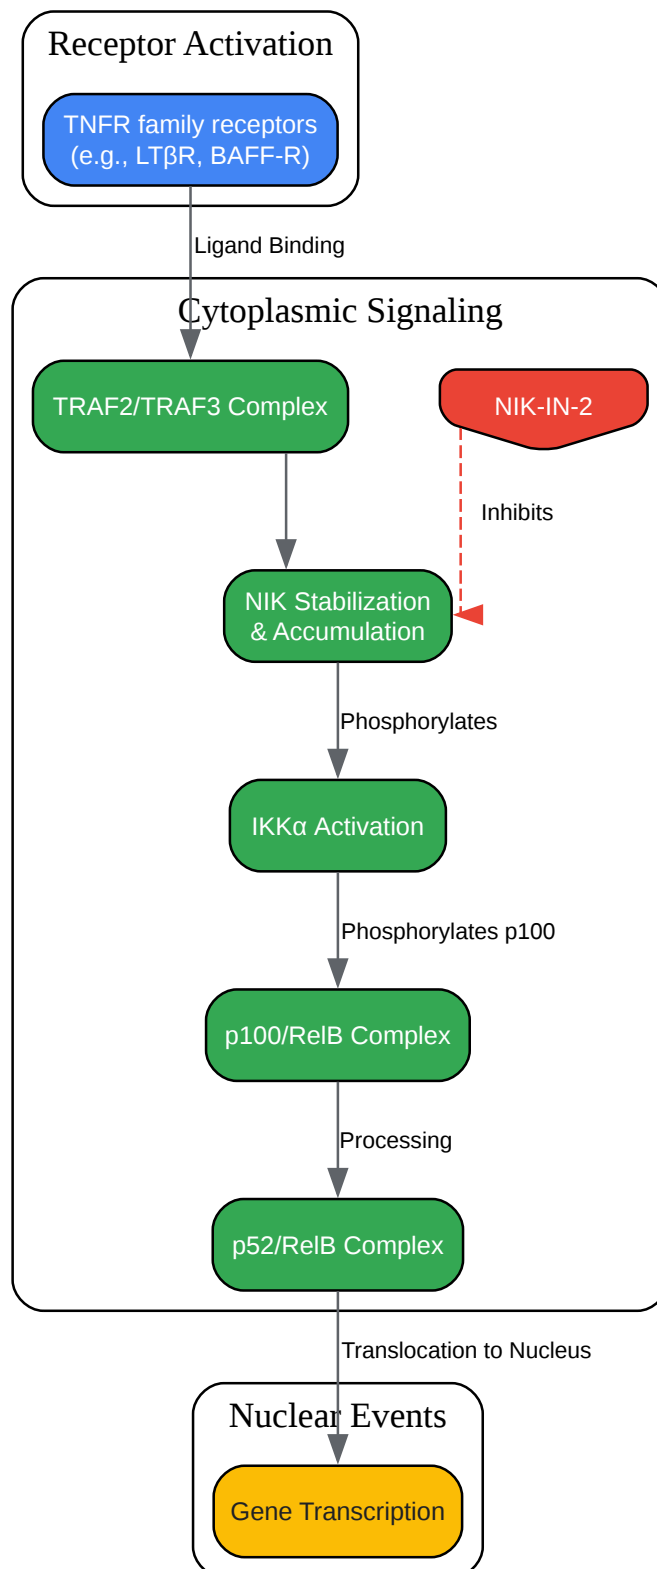 Receptor Activation
TNFR family receptors
(e.g., LTβR, BAFF-R)
Ligand Binding
Cytoplasmic Signaling
TRAF2/TRAF3 Complex
NIK-IN-2
Inhibits
NIK Stabilization
& Accumulation
Phosphorylates
IKKα Activation
Phosphorylates p100
p100/RelB Complex
Processing
p52/RelB Complex
Translocation to Nucleus
Nuclear Events
Gene Transcription